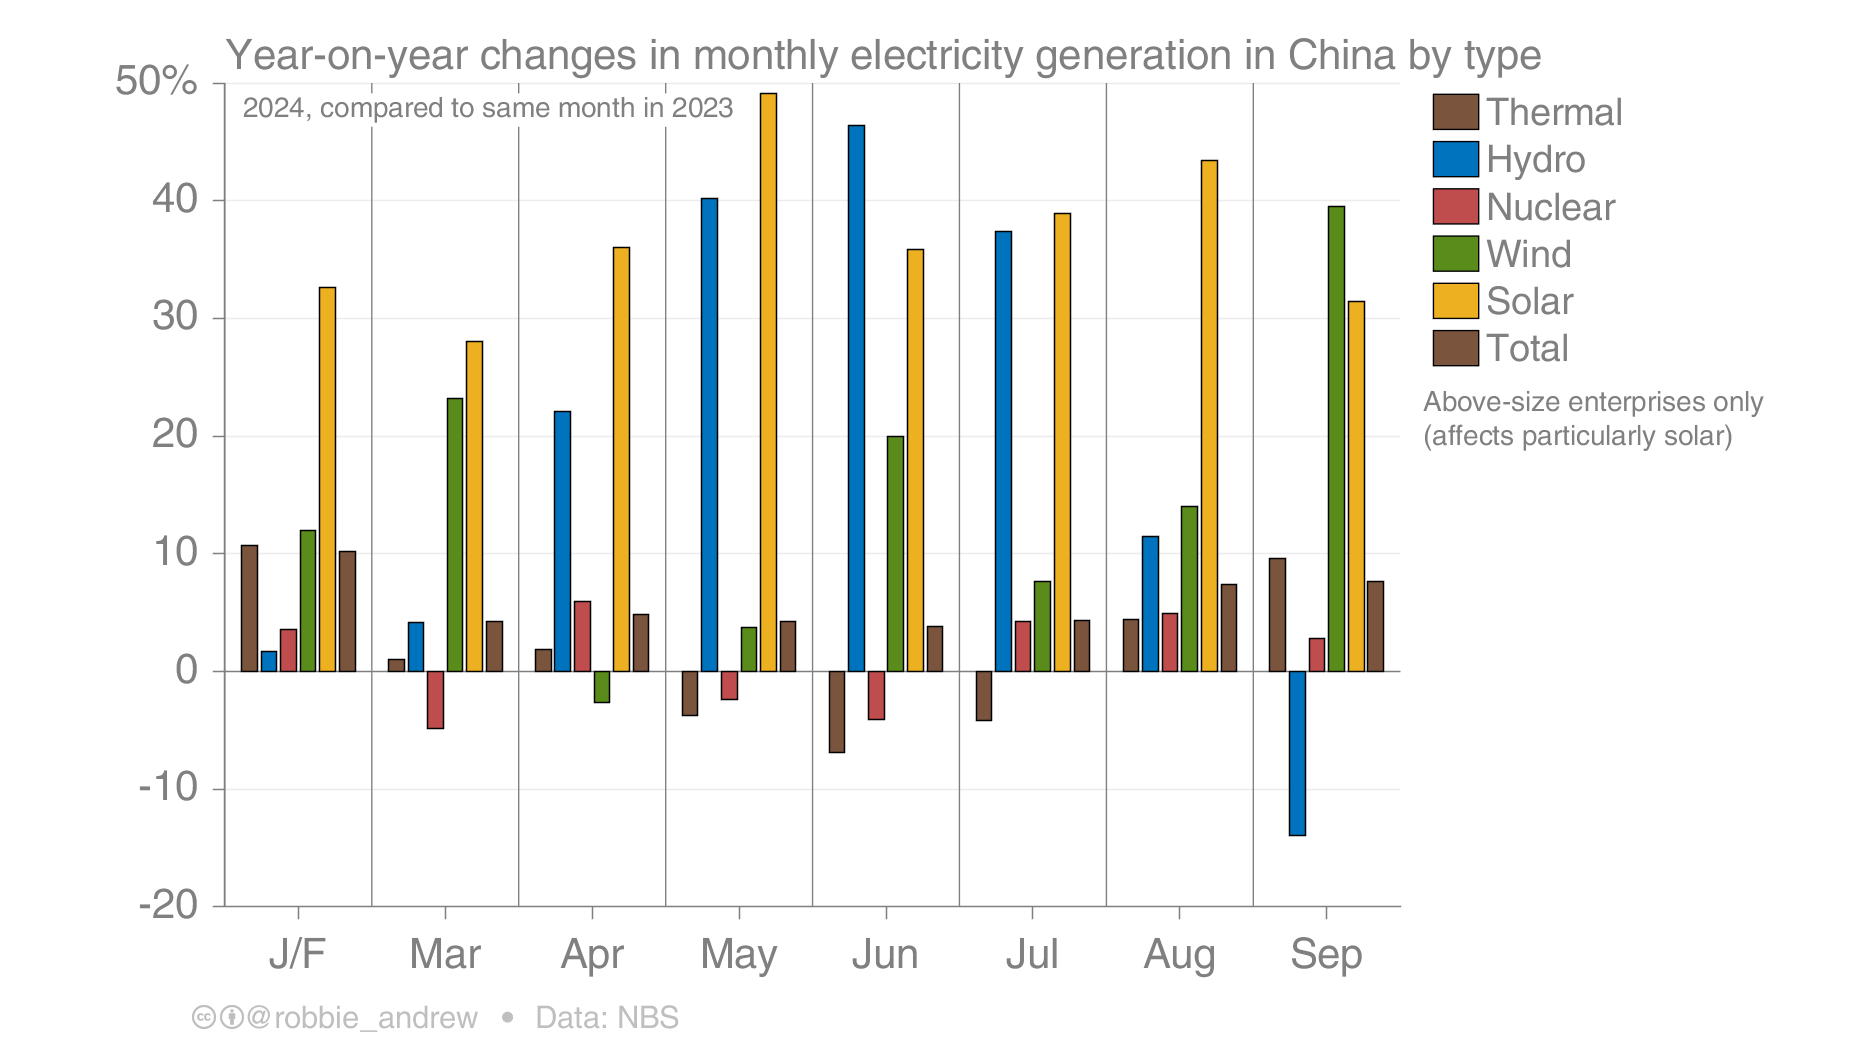 Year-on-year changes in monthly electricity generation in China by type
2024, compared to same month in 2023
50%
40
30
20
10
0
-10
-20
J/F Mar Apr May Jun Jul Aug Sep
Thermal
Hydro
Nuclear
Wind
Solar
Total
Above-size enterprises only
(affects particularly solar)
cc @robbie_andrew • Data: NBS